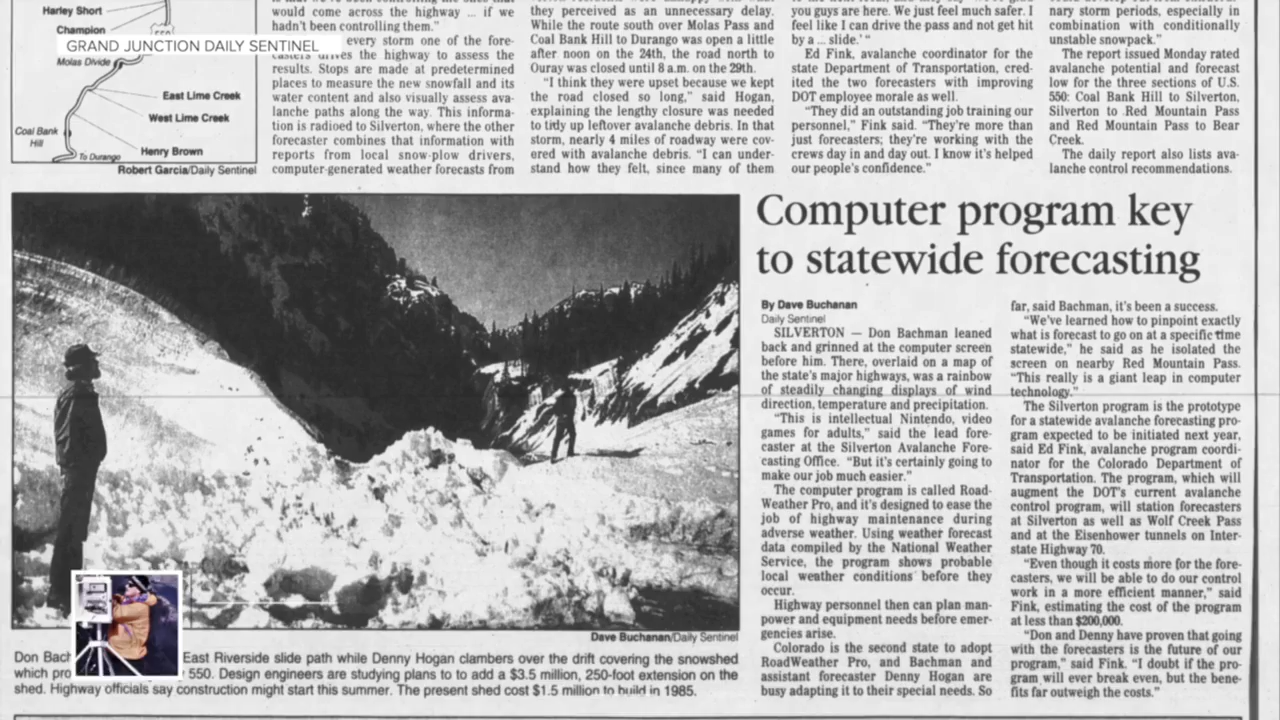 Harley Short
Champion
550
GRAND JUNCTION DAILY SENTINEL
Molas Divide
East Lime Creek
West Lime Creek
Coal Bank
Hill
Henry Brown
To Durango
Robert Garcia/Daily Sentinel
would come across the highway ... if we
hadn't been controlling them."
every storm one of the fore-
casters drives the highway to assess the
results. Stops are made at predetermined
places to measure the new snowfall and its
water content and also visually assess ava-
lanche paths along the way. This informa-
tion is radioed to Silverton, where the other
forecaster combines that information with
reports from local snow-plow drivers,
computer-generated weather forecasts from
they perceived as an unnecessary delay.
While the route south over Molas Pass and
Coal Bank Hill to Durango was open a little
after noon on the 24th, the road north to
Ouray was closed until 8 a.m. on the 29th.
"I think they were upset because we kept
the road closed so long," said Hogan,
explaining the lengthy closure was needed
to tidy up leftover avalanche debris. In that
storm, nearly 4 miles of roadway were cov-
ered with avalanche debris. "I can under-
stand how they felt, since many of them
you guys are here. We just feel much safer. I
feel like I can drive the pass and not get hit
by a ... slide.' "
Ed Fink, avalanche coordinator for the
state Department of Transportation, cred-
ited the two forecasters with improving
DOT employee morale as well.
"They did an outstanding job training our
personnel," Fink said. "They're more than
just forecasters; they're working with the
crews day in and day out. I know it's helped
our people's confidence."
nary storm periods, especially in
combination with conditionally
unstable snowpack."
The report issued Monday rated
avalanche potential and forecast
low for the three sections of U.S.
550: Coal Bank Hill to Silverton,
Silverton to Red Mountain Pass
and Red Mountain Pass to Bear
Creek.
The daily report also lists ava-
lanche control recommendations.
Dave Buchanan/Daily Sentinel
Don Bach East Riverside slide path while Denny Hogan clambers over the drift covering the snowshed
which pro 550. Design engineers are studying plans to to add a $3.5 million, 250-foot extension on the
shed. Highway officials say construction might start this summer. The present shed cost $1.5 million to build in 1985.
Computer program key
to statewide forecasting
By Dave Buchanan
Daily Sentinel
SILVERTON — Don Bachman leaned
back and grinned at the computer screen
before him. There, overlaid on a map of
the state's major highways, was a rainbow
of steadily changing displays of wind
direction, temperature and precipitation.
"This is intellectual Nintendo, video
games for adults," said the lead fore-
caster at the Silverton Avalanche Fore-
casting Office. "But it's certainly going to
make our job much easier."
The computer program is called Road-
Weather Pro, and it's designed to ease the
job of highway maintenance during
adverse weather. Using weather forecast
data compiled by the National Weather
Service, the program shows probable
local weather conditions before they
occur.
Highway personnel then can plan man-
power and equipment needs before emer-
gencies arise.
Colorado is the second state to adopt
RoadWeather Pro, and Bachman and
assistant forecaster Denny Hogan are
busy adapting it to their special needs. So
far, said Bachman, it's been a success.
"We've learned how to pinpoint exactly
what is forecast to go on at a specific time
statewide," he said as he isolated the
screen on nearby Red Mountain Pass.
"This really is a giant leap in computer
technology."
The Silverton program is the prototype
for a statewide avalanche forecasting pro-
gram expected to be initiated next year,
said Ed Fink, avalanche program coordi-
nator for the Colorado Department of
Transportation. The program, which will
augment the DOT's current avalanche
control program, will station forecasters
at Silverton as well as Wolf Creek Pass
and at the Eisenhower tunnels on Inter-
state Highway 70.
"Even though it costs more for the fore-
casters, we will be able to do our control
work in a more efficient manner," said
Fink, estimating the cost of the program
at less than $200,000.
"Don and Denny have proven that going
with the forecasters is the future of our
program," said Fink. "I doubt if the pro-
gram will ever break even, but the bene-
fits far outweigh the costs."